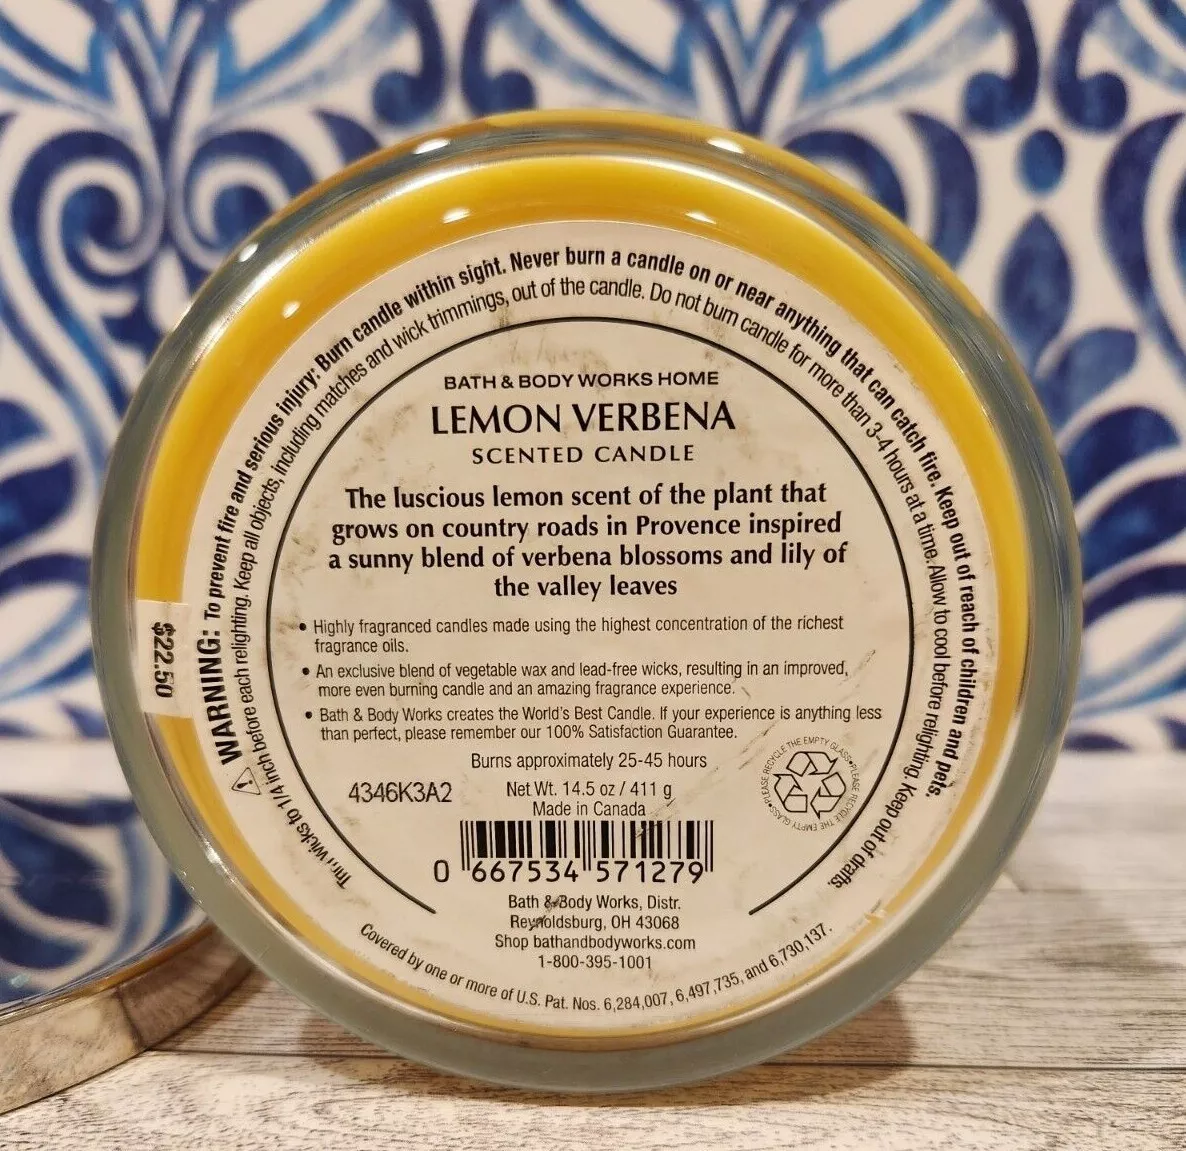 WARNING: To prevent fire and serious injury: Burn candle within sight. Never burn a candle on or near anything that can catch fire. Keep out of reach of children and pets.
Trim wicks to 1/4 inch before each relighting. Keep all objects, including matches and wick trimmings, out of the candle. Do not burn candle for more than 3-4 hours at a time. Allow to cool before relighting. Keep out of drafts.
BATH & BODY WORKS HOME
LEMON VERBENA
SCENTED CANDLE
The luscious lemon scent of the plant that
grows on country roads in Provence inspired
a sunny blend of verbena blossoms and lily of
the valley leaves
• Highly fragranced candles made using the highest concentration of the richest
fragrance oils.
• An exclusive blend of vegetable wax and lead-free wicks, resulting in an improved,
more even burning candle and an amazing fragrance experience.
• Bath & Body Works creates the World's Best Candle. If your experience is anything less
than perfect, please remember our 100% Satisfaction Guarantee.
Burns approximately 25-45 hours
4346K3A2
Net Wt. 14.5 oz / 411 g
Made in Canada
PLEASE RECYCLE THE EMPTY GLASS • PLEASE RECYCLE THE EMPTY GLASS •
0 667534 571279
Bath & Body Works, Distr.
Reynoldsburg, OH 43068
Shop bathandbodyworks.com
1-800-395-1001
Covered by one or more of U.S. Pat. Nos. 6,284,007, 6,497,735, and 6,730,137.
$22.50